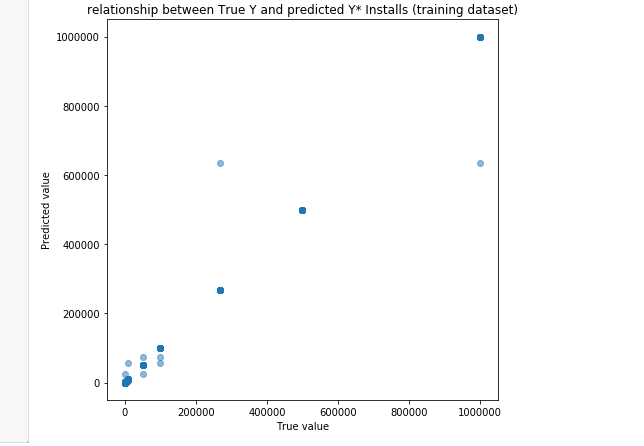 relationship between True Y and predicted Y* Installs (training dataset)
1000000
800000
600000
400000
200000
0
Predicted value
0 200000 400000 600000 800000 1000000
True value